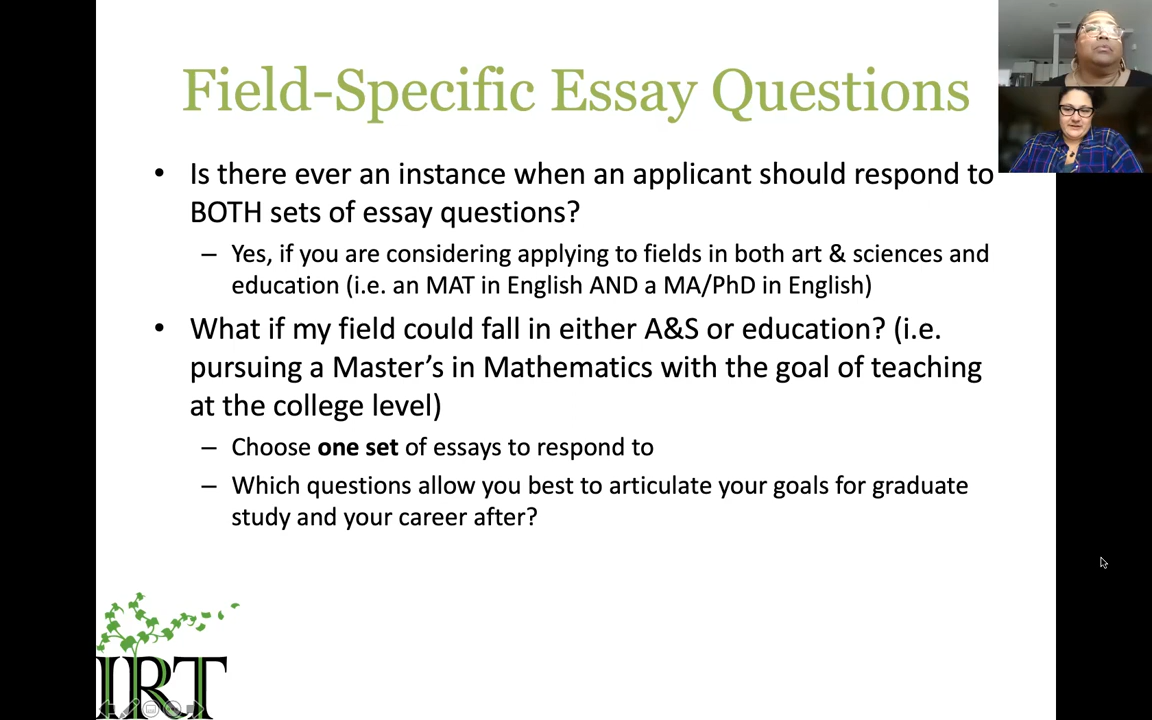 Field-Specific Essay Questions
• Is there ever an instance when an applicant should respond to
BOTH sets of essay questions?
– Yes, if you are considering applying to fields in both art & sciences and
education (i.e. an MAT in English AND a MA/PhD in English)
• What if my field could fall in either A&S or education? (i.e.
pursuing a Master’s in Mathematics with the goal of teaching
at the college level)
– Choose one set of essays to respond to
– Which questions allow you best to articulate your goals for graduate
study and your career after?
IRT